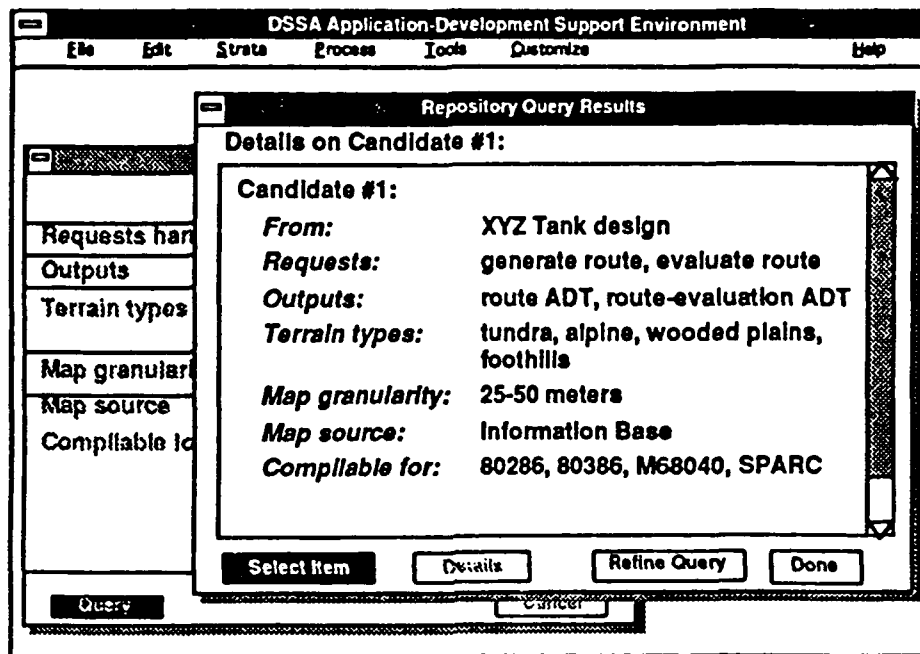 DSSA Application-Development Support Environment
File Edit Strata Process Tools Customize Help
Repository Query Results
Details on Candidate #1:
Candidate #1:
From: XYZ Tank design
Requests: generate route, evaluate route
Outputs: route ADT, route-evaluation ADT
Terrain types: tundra, alpine, wooded plains,
foothills
Map granularity: 25-50 meters
Map source: Information Base
Compilable for: 80286, 80386, M68040, SPARC
Select Item Details Refine Query Done
Requests han
Outputs
Terrain types
Map granulari
Map source
Compilable fo
Query Cancel